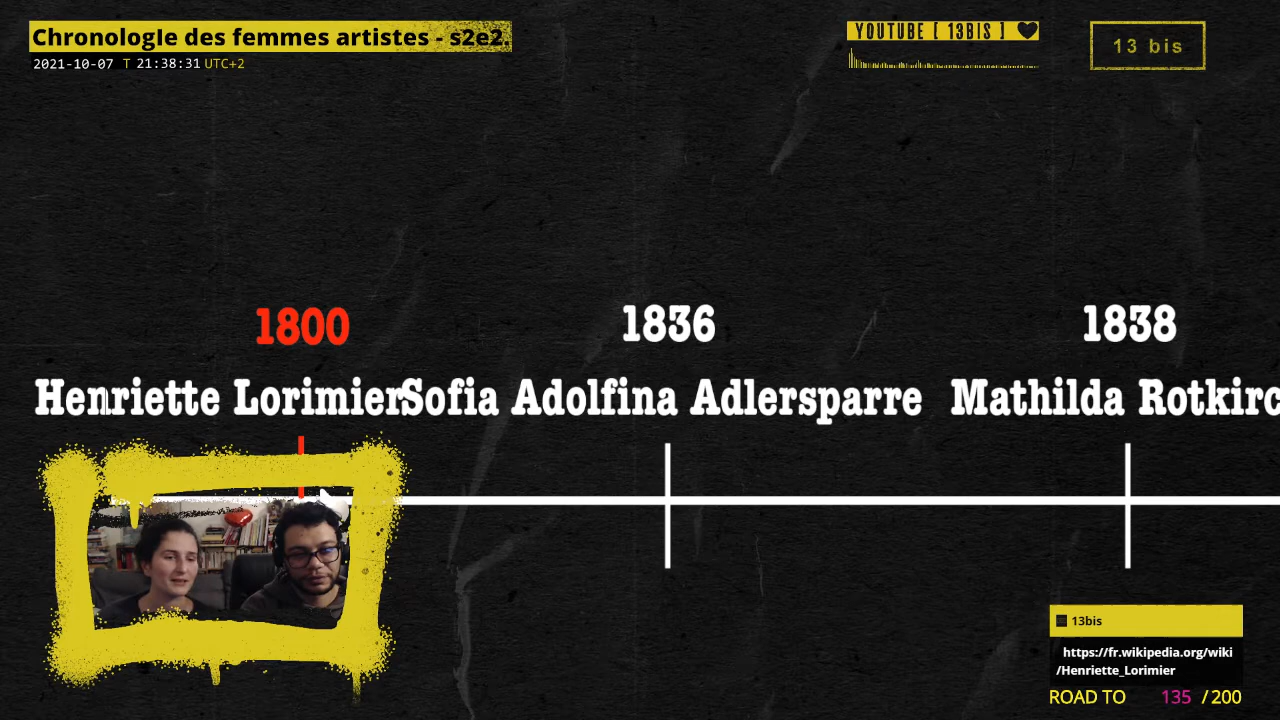 Chronologie des femmes artistes - s2e2
2021-10-07 T 21:38:31 UTC+2
YOUTUBE [ 13BIS ]
13 bis
1800
1836
1838
Henriette Lorimier
Sofia Adolfina Adlersparre
Mathilda Rotkirc
13bis
https://fr.wikipedia.org/wiki
/Henriette_Lorimier
ROAD TO 135 / 200